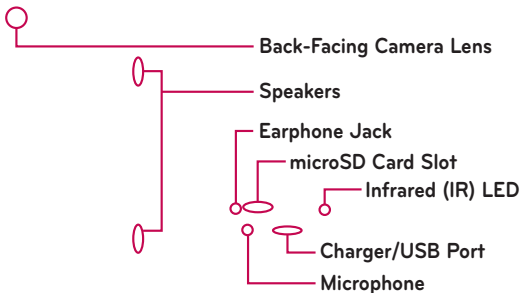 Back-Facing Camera Lens
Speakers
Earphone Jack
microSD Card Slot
Infrared (IR) LED
Charger/USB Port
Microphone